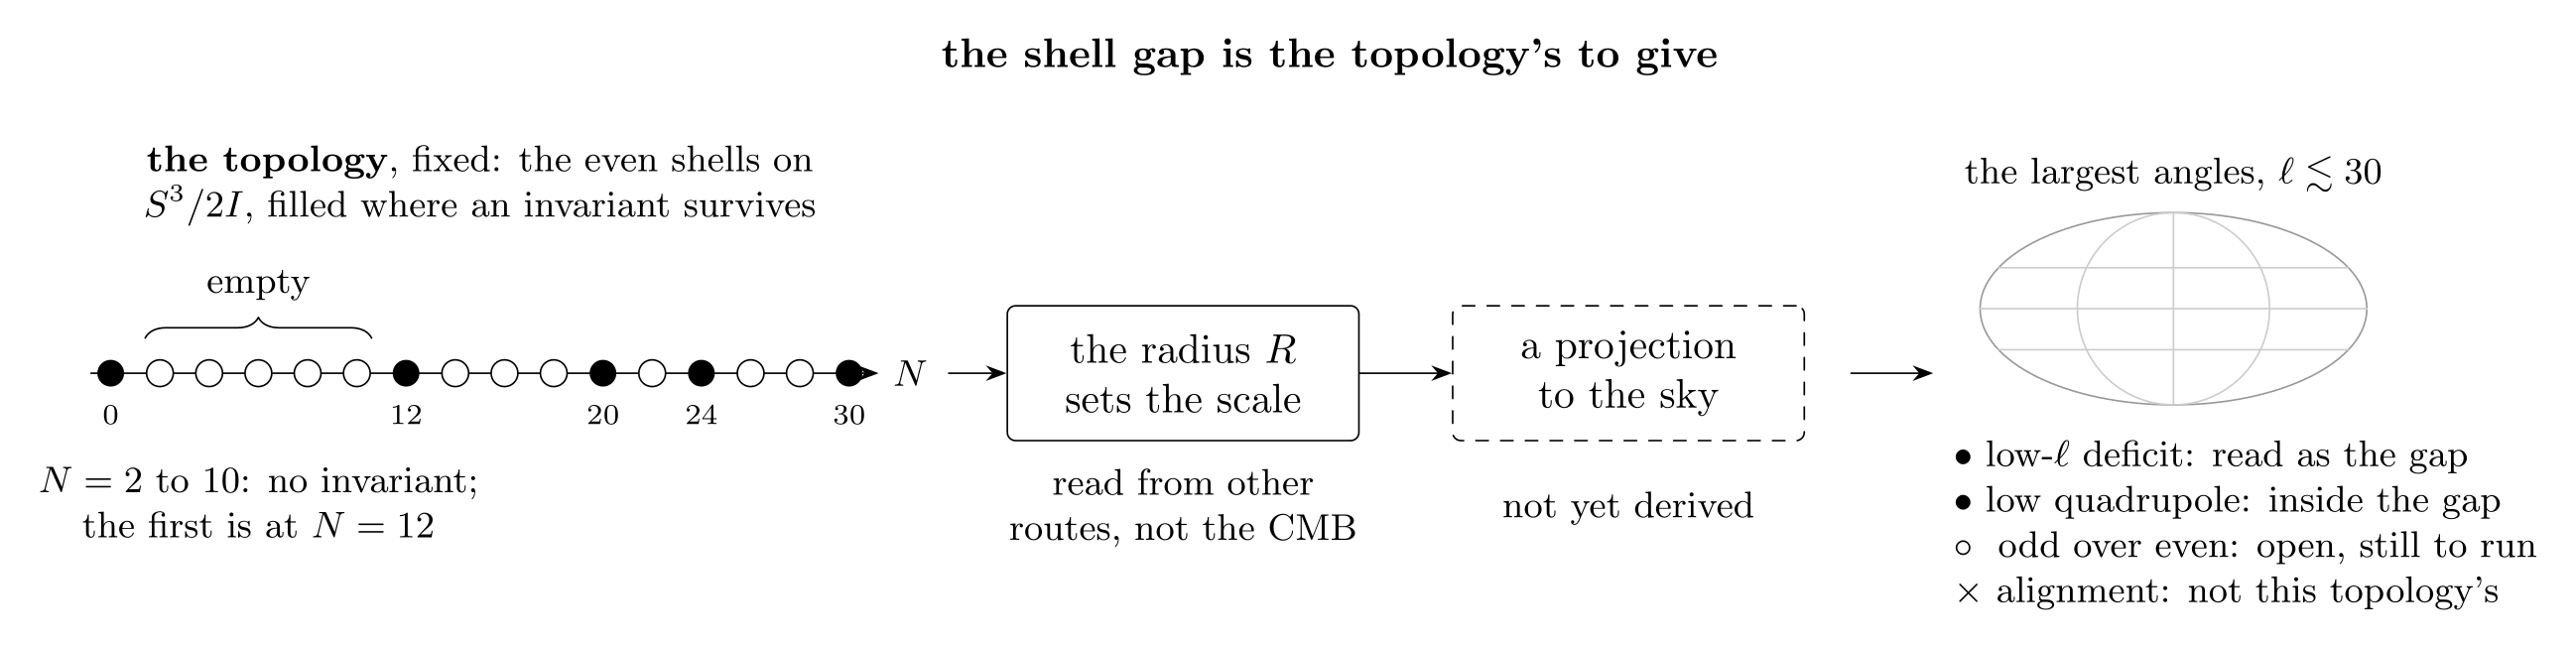 the shell gap is the topology's to give
the topology, fixed: the even shells on
S³/2I, filled where an invariant survives
empty
N
0 12 20 24 30
N = 2 to 10: no invariant;
the first is at N = 12
the radius R
sets the scale
read from other
routes, not the CMB
a projection
to the sky
not yet derived
the largest angles, ℓ ≲ 30
• low-ℓ deficit: read as the gap
• low quadrupole: inside the gap
○ odd over even: open, still to run
× alignment: not this topology's